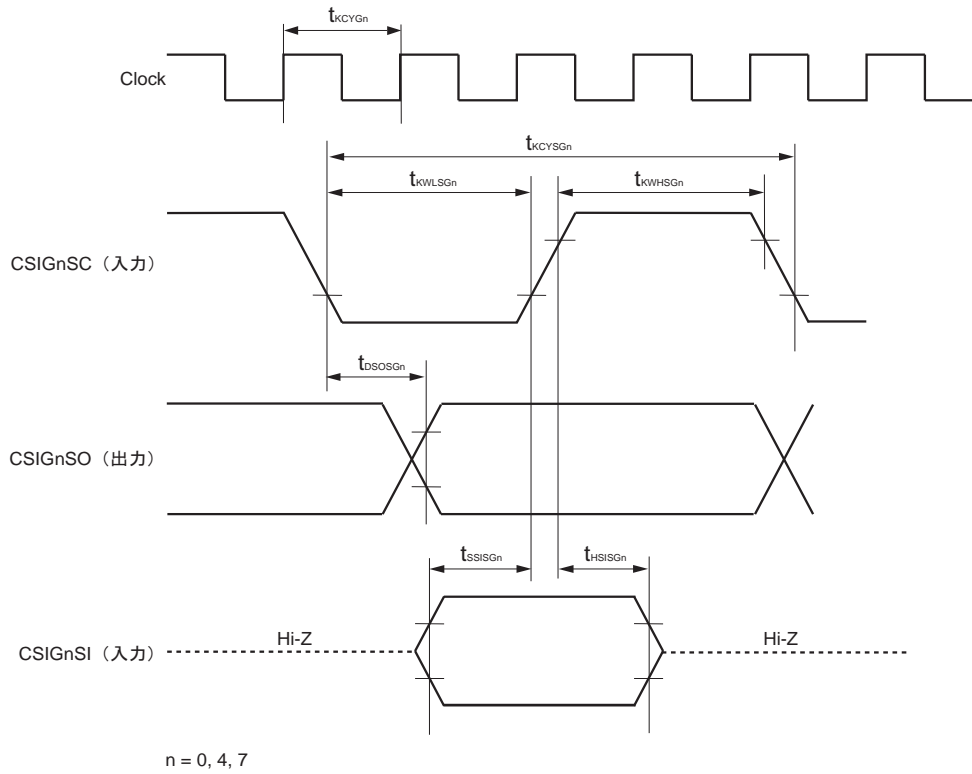 tKCYGn
Clock
tKCYSGn
tKWLSGn
tKWHSGn
CSIGnSC（入力）
tDSOSGn
CSIGnSO（出力）
tSSISGn
tHSISGn
Hi-Z
Hi-Z
CSIGnSI（入力）
n = 0, 4, 7